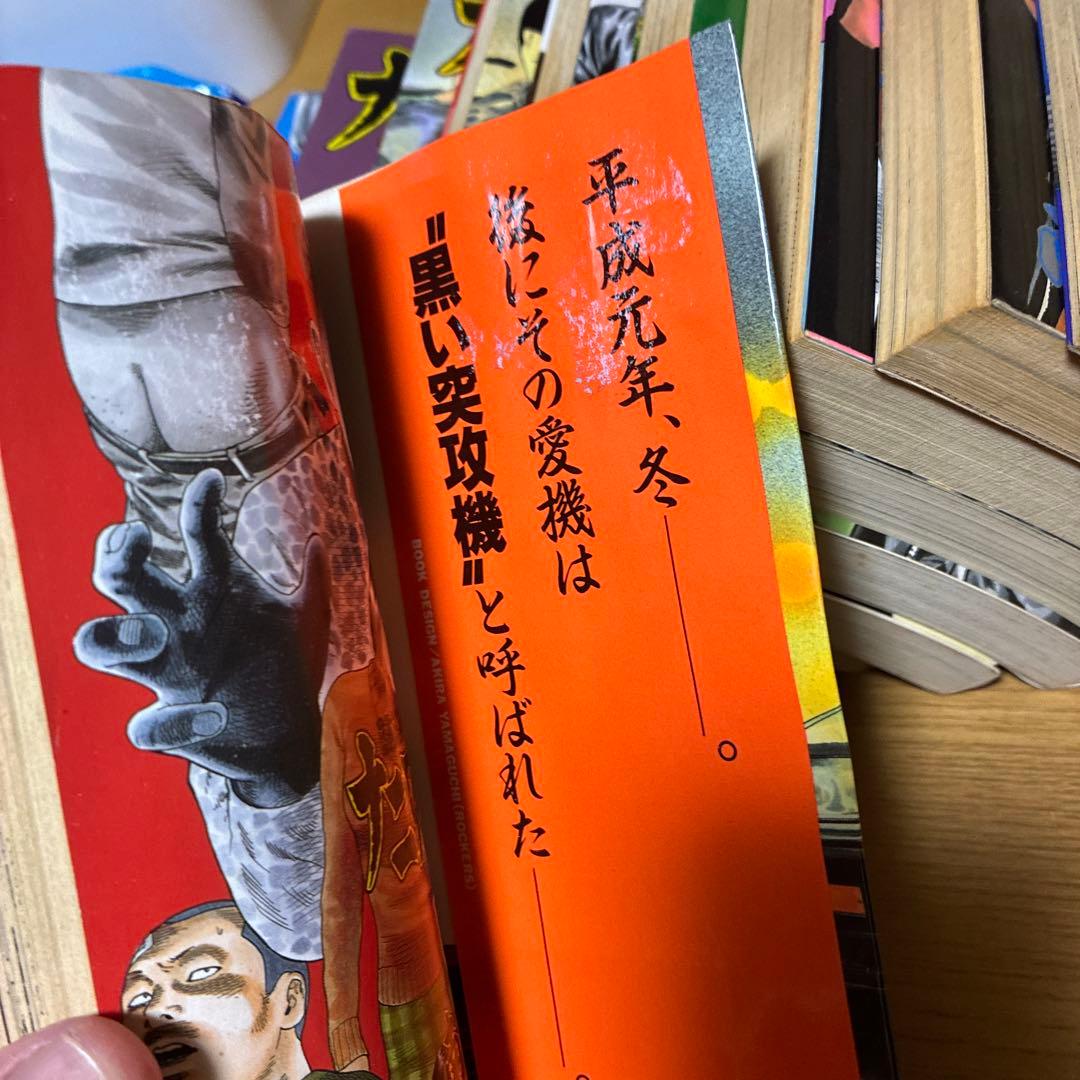 平成元年、冬――。
後にその愛機は
"黒い突攻機"と呼ばれた――。
BOOK DESIGN/AKIRA YAMAGUCHI(ROCKERS)